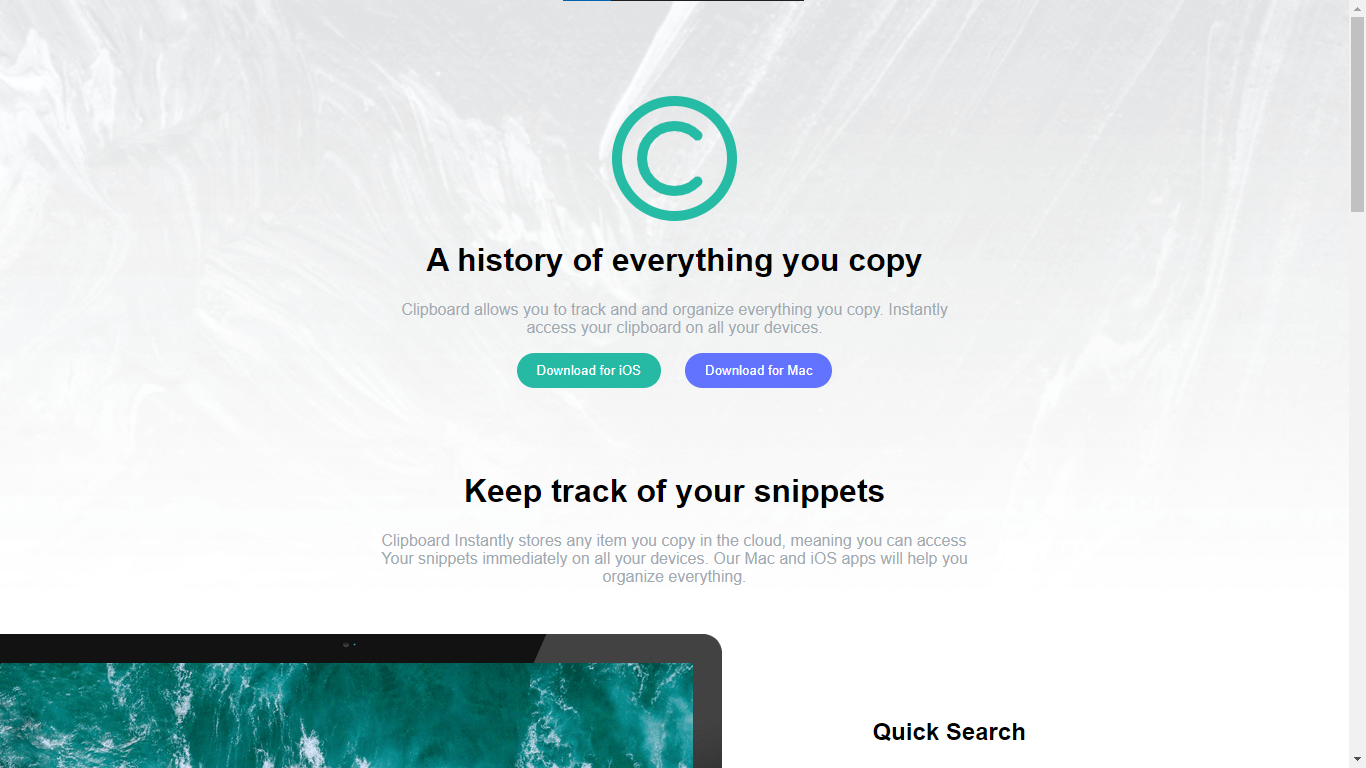 A history of everything you copy
Clipboard allows you to track and and organize everything you copy. Instantly
access your clipboard on all your devices.
Download for iOS
Download for Mac
Keep track of your snippets
Clipboard Instantly stores any item you copy in the cloud, meaning you can access
Your snippets immediately on all your devices. Our Mac and iOS apps will help you
organize everything.
Quick Search